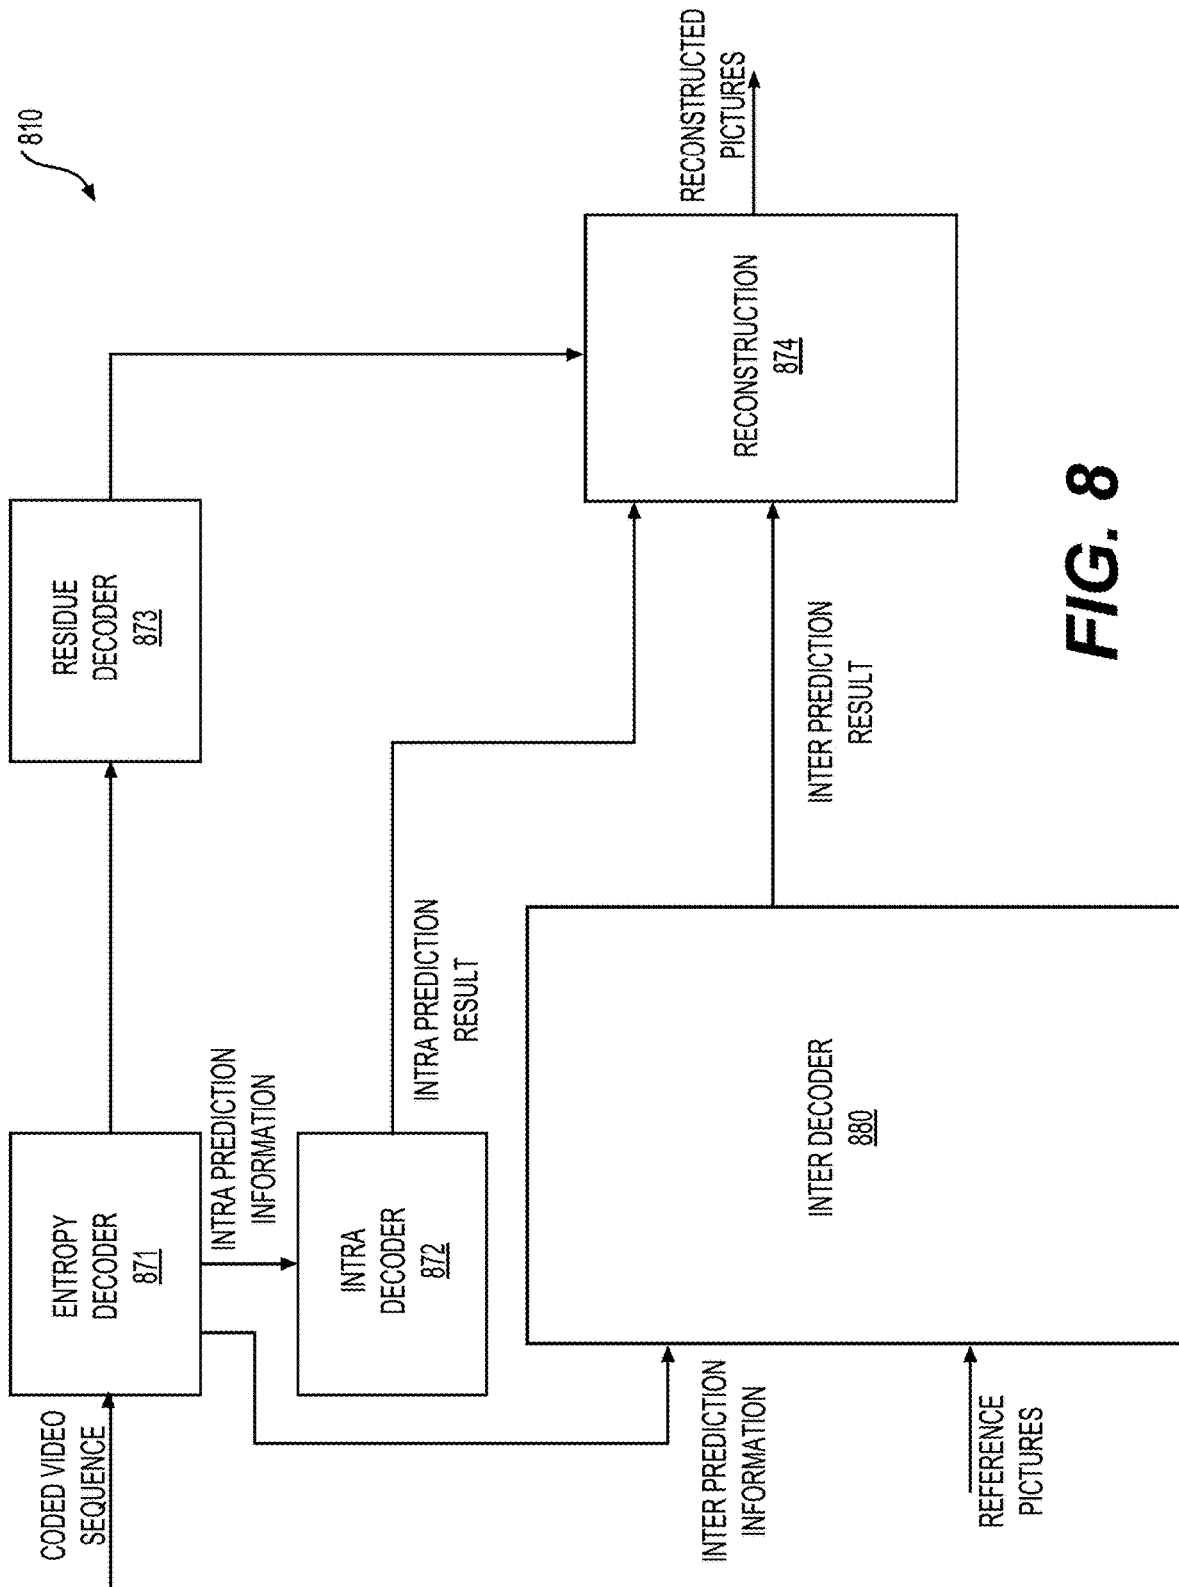 810
CODED VIDEO
SEQUENCE
ENTROPY
DECODER
871
RESIDUE
DECODER
873
INTRA PREDICTION
INFORMATION
INTRA
DECODER
872
INTRA PREDICTION
RESULT
RECONSTRUCTION
874
RECONSTRUCTED
PICTURES
INTER PREDICTION
INFORMATION
REFERENCE
PICTURES
INTER DECODER
880
INTER PREDICTION
RESULT
FIG. 8